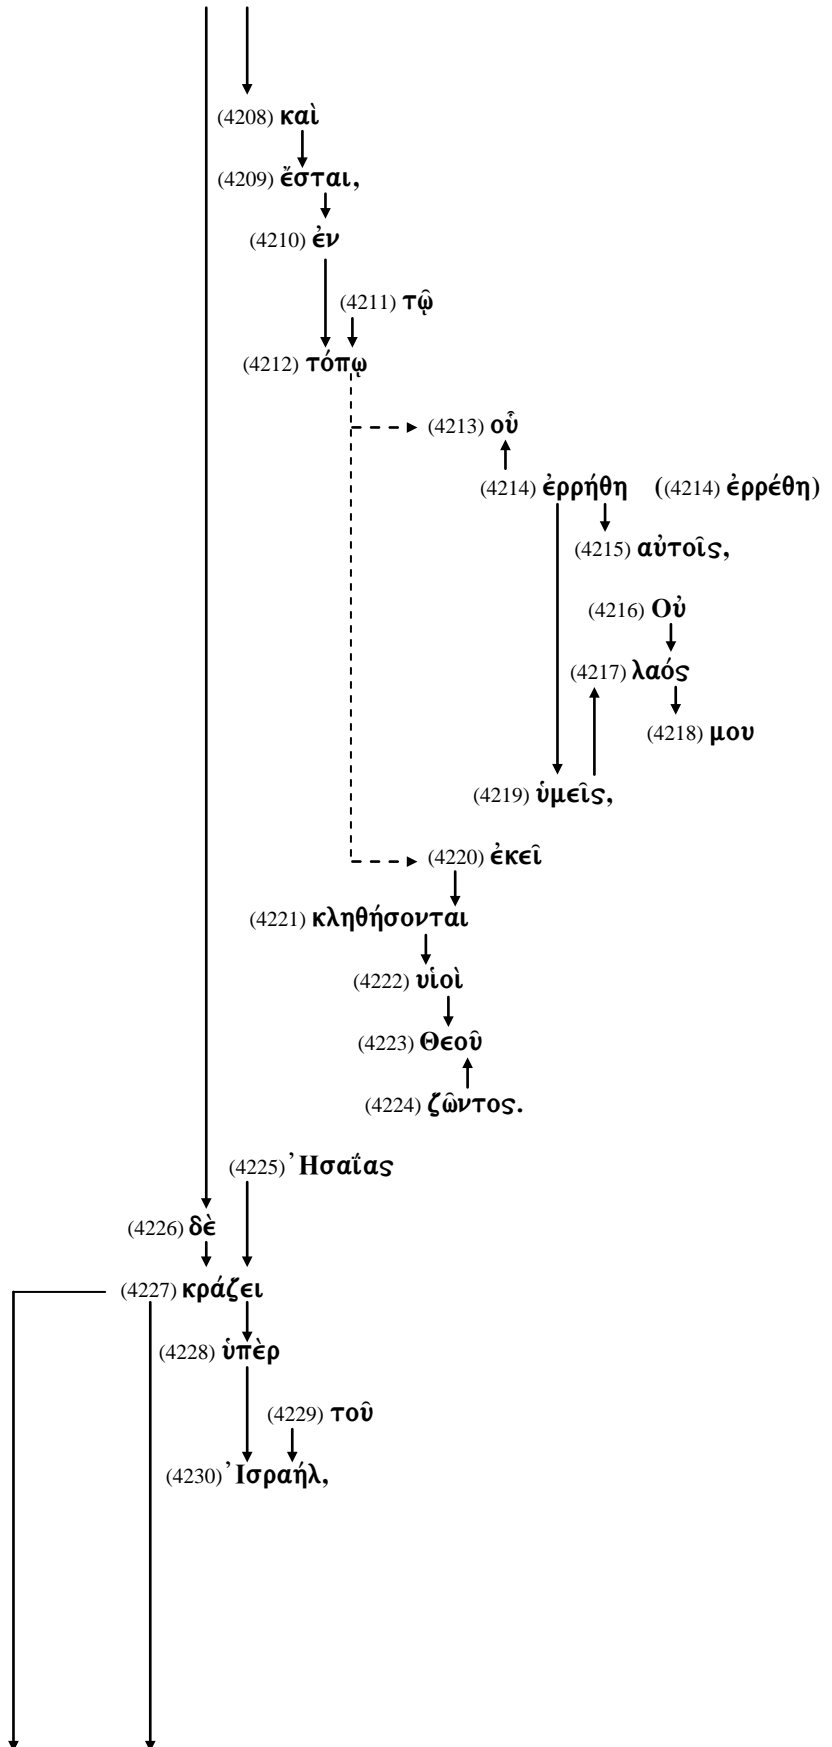 (4208) καὶ
(4209) ἔσται,
(4210) ἐν
(4211) τῷ
(4212) τόπῳ
(4213) οὗ
(4214) ἐρρήθη ((4214) ἐρρέθη)
(4215) αὐτοῖς,
(4216) Οὐ
(4217) λαός
(4218) μου
(4219) ὑμεῖς,
(4220) ἐκεῖ
(4221) κληθήσονται
(4222) υἱοὶ
(4223) Θεοῦ
(4224) ζῶντος.
(4225) Ἠσαΐας
(4226) δὲ
(4227) κράζει
(4228) ὑπὲρ
(4229) τοῦ
(4230) Ἰσραήλ,